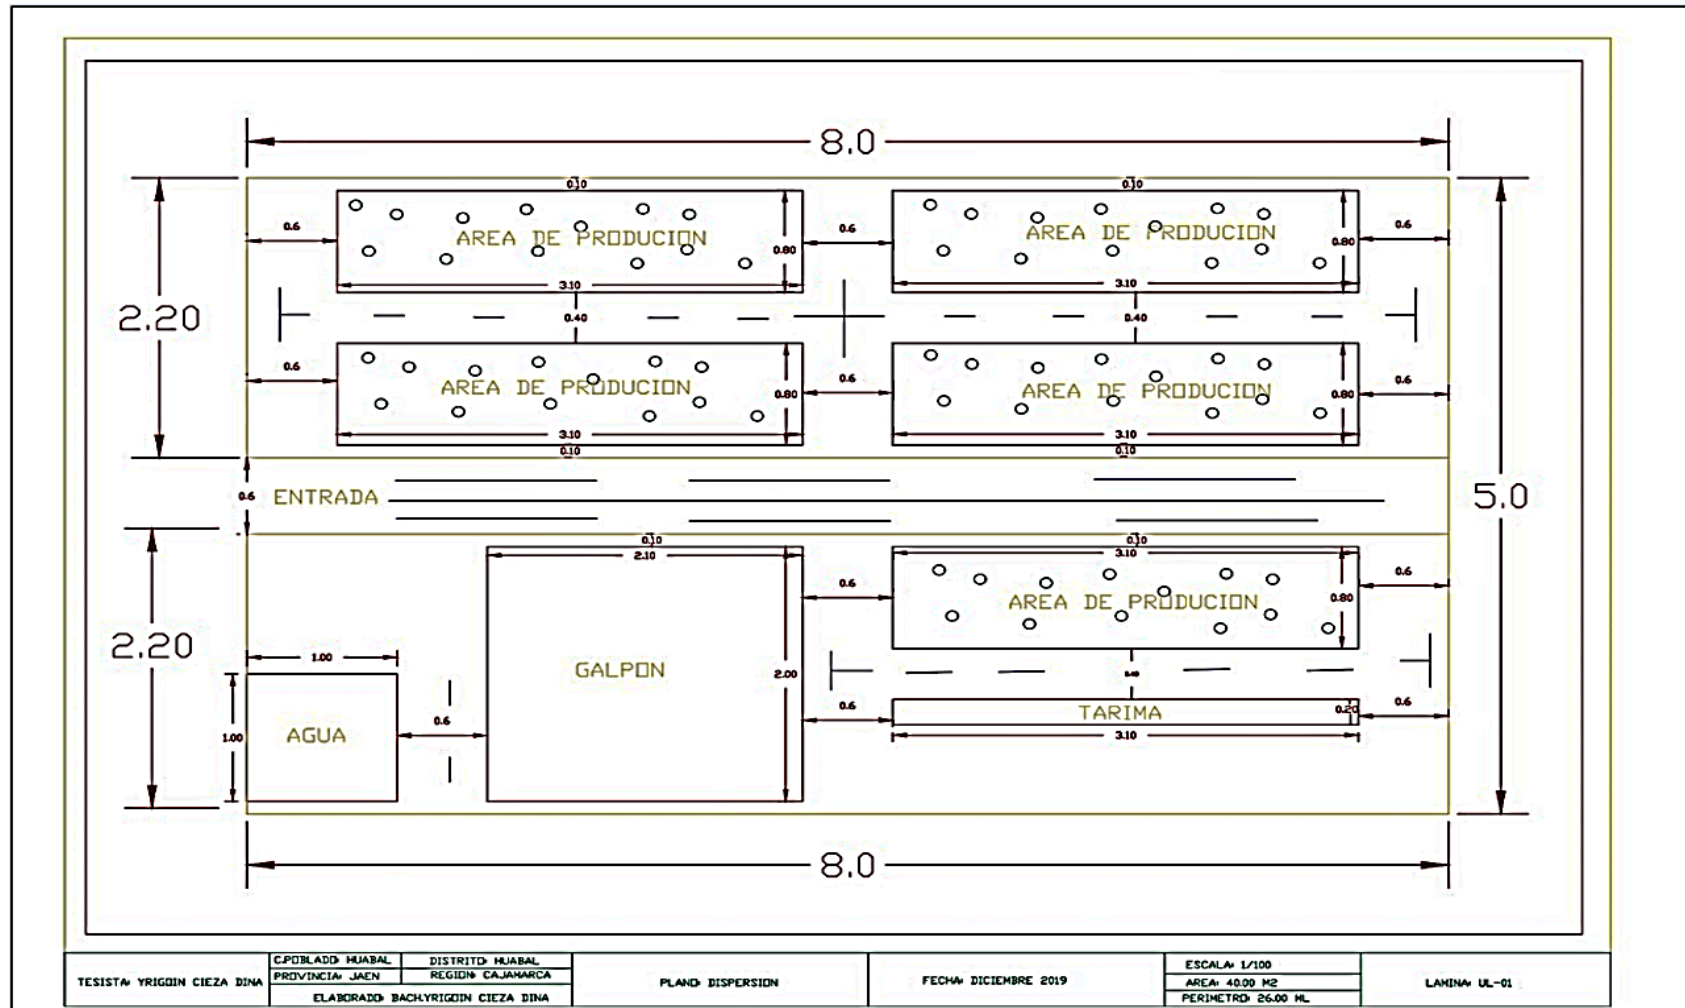 8.0
0.10 0.10
0.6 AREA DE PRODUCION 0.80 0.6 AREA DE PRODUCION 0.80 0.6
3.10 3.10
2.20 0.40 0.40
0.6 AREA DE PRODUCION 0.80 0.6 AREA DE PRODUCION 0.80 0.6
3.10 3.10
0.10 0.10
0.6 ENTRADA 5.0
0.10 0.10
2.10 3.10
0.6 AREA DE PRODUCION 0.80 0.6
2.20 1.00 GALPON 2.00
0.6 TARIMA 0.20 0.6
1.00 AGUA 0.6 3.10
8.0
TESISTA: YRIGOIN CIEZA DINA
C.POBLADO: HUABAL DISTRITO: HUABAL
PROVINCIA: JAEN REGION: CAJAMARCA
ELABORADO: BACH.YRIGOIN CIEZA DINA
PLANO: DISPERSION
FECHA: DICIEMBRE 2019
ESCALA: 1/100
AREA: 40.00 M2
PERIMETRO: 26.00 ML
LAMINA: UL-01